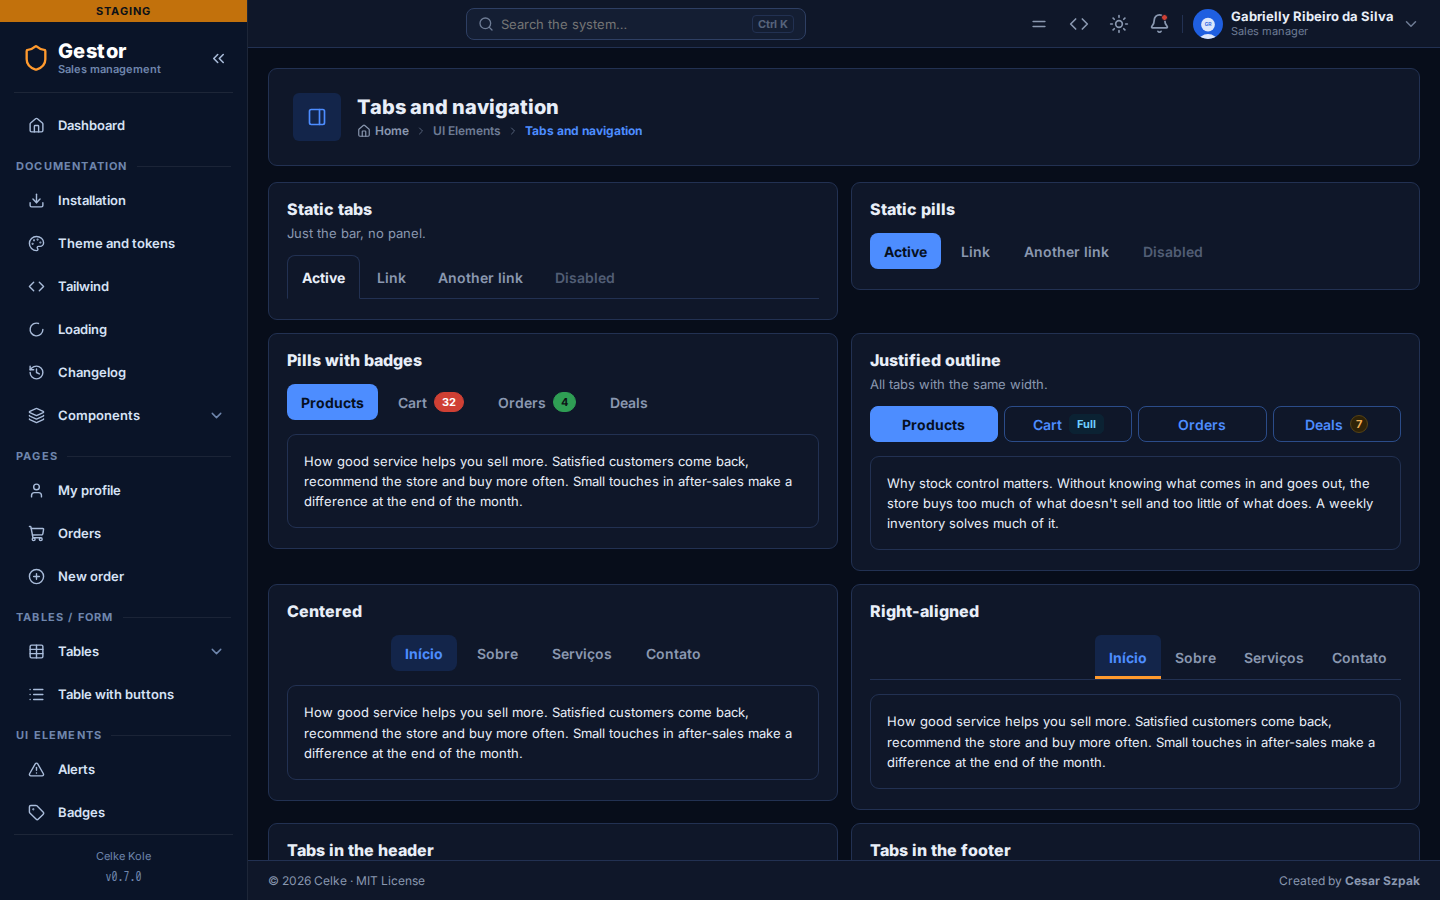 STAGING
Gestor
Sales management
Dashboard
DOCUMENTATION
Installation
Theme and tokens
Tailwind
Loading
Changelog
Components
PAGES
My profile
Orders
New order
TABLES / FORM
Tables
Table with buttons
UI ELEMENTS
Alerts
Badges
Celke Kole
v0.7.0
Search the system...
Ctrl K
GR
Gabrielly Ribeiro da Silva
Sales manager
Tabs and navigation
Home UI Elements Tabs and navigation
Static tabs
Just the bar, no panel.
Active Link Another link Disabled
Static pills
Active Link Another link Disabled
Pills with badges
Products Cart 32 Orders 4 Deals
How good service helps you sell more. Satisfied customers come back,
recommend the store and buy more often. Small touches in after-sales make a
difference at the end of the month.
Justified outline
All tabs with the same width.
Products Cart Full Orders Deals 7
Why stock control matters. Without knowing what comes in and goes out, the
store buys too much of what doesn't sell and too little of what does. A weekly
inventory solves much of it.
Centered
Início Sobre Serviços Contato
How good service helps you sell more. Satisfied customers come back,
recommend the store and buy more often. Small touches in after-sales make a
difference at the end of the month.
Right-aligned
Início Sobre Serviços Contato
How good service helps you sell more. Satisfied customers come back,
recommend the store and buy more often. Small touches in after-sales make a
difference at the end of the month.
Tabs in the header
Tabs in the footer
© 2026 Celke · MIT License
Created by Cesar Szpak